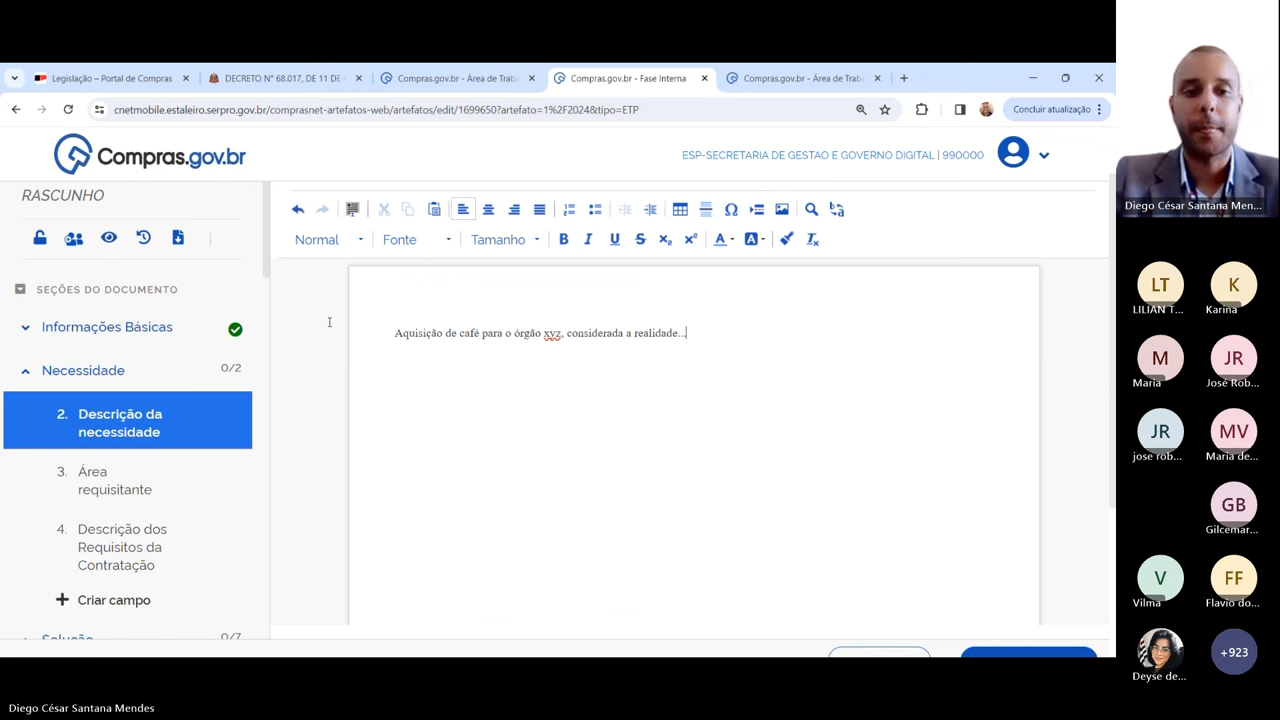 Legislação – Portal de Compras
DECRETO N° 68.017, DE 11 DE
Compras.gov.br - Área de Trab
Compras.gov.br - Fase Interna
Compras.gov.br - Área de Trab
cnetmobile.estaleiro.serpro.gov.br/comprasnet-artefatos-web/artefatos/edit/1699650?artefato=1%2F2024&tipo=ETP
Concluir atualização
Compras.gov.br
ESP-SECRETARIA DE GESTAO E GOVERNO DIGITAL | 990000
RASCUNHO
SEÇÕES DO DOCUMENTO
Informações Básicas
Necessidade 0/2
2. Descrição da
necessidade
3. Área
requisitante
4. Descrição dos
Requisitos da
Contratação
+ Criar campo
Solução 0/7
Normal Fonte Tamanho B I U S x₂ x² A A Tx
Aquisição de café para o órgão xyz, considerada a realidade...
Diego César Santana Men...
LT
LILIAN T...
K
Karina
M
Maria
JR
José Rob...
JR
jose rob...
MV
Maria de...
GB
Gilcemar...
V
Vilma
FF
Flavio do...
Deyse de...
+923
Diego César Santana Mendes